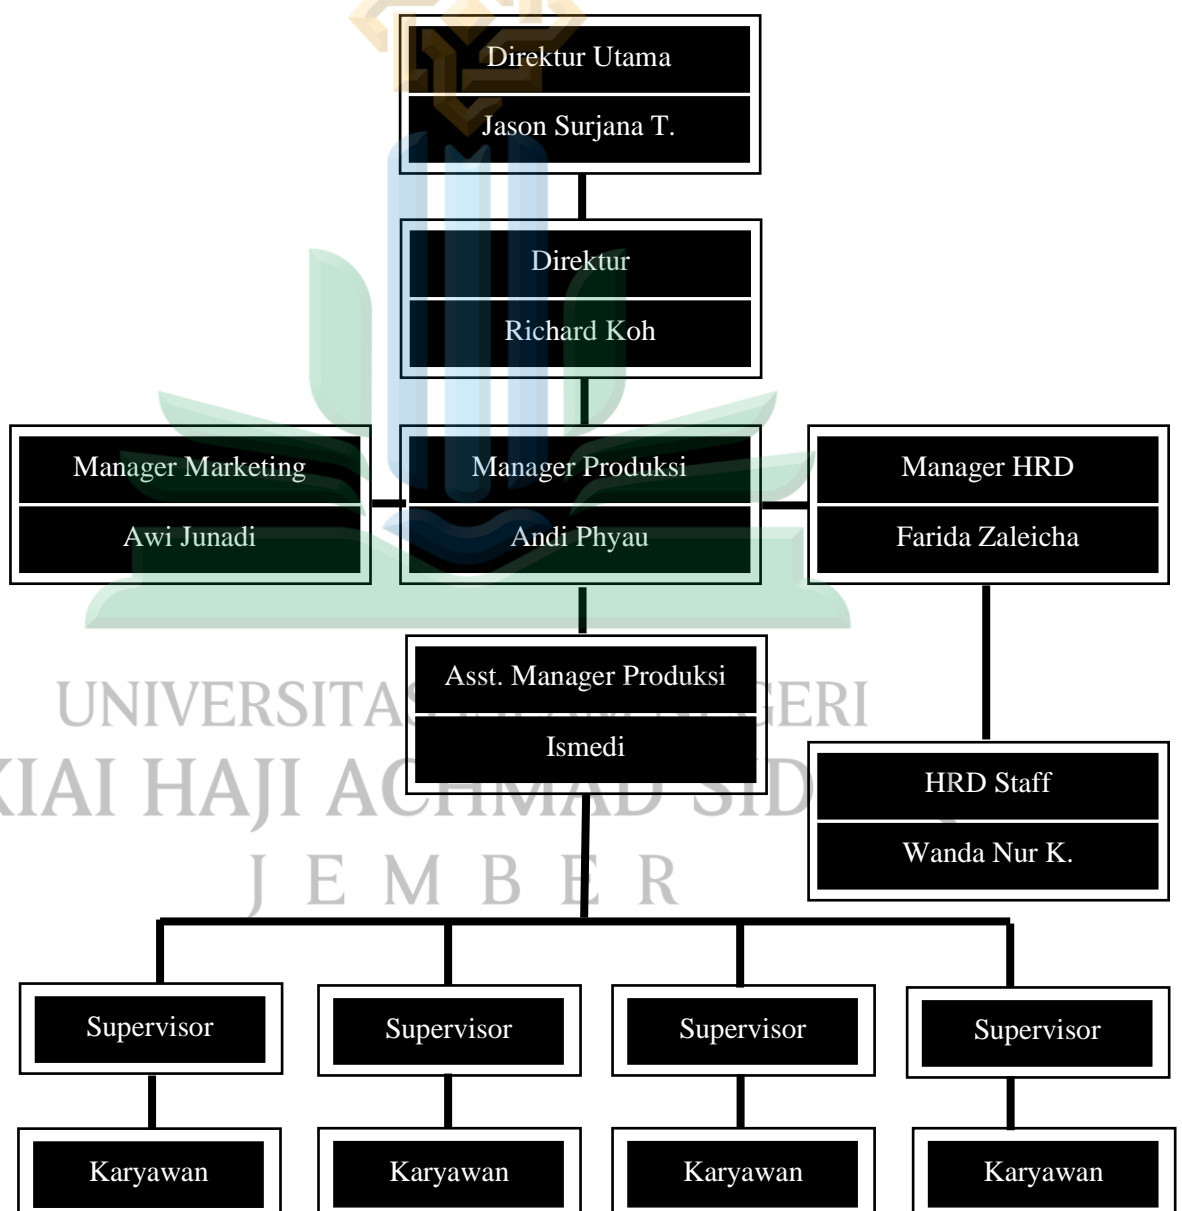 Direktur Utama
Jason Surjana T.
Direktur
Richard Koh
Manager Marketing
Awi Junadi
Manager Produksi
Andi Phyau
Manager HRD
Farida Zaleicha
Asst. Manager Produksi
Ismedi
HRD Staff
Wanda Nur K.
UNIVERSITAS GERI
KIAI HAJI ACHMAD SID
JEMBER
Supervisor
Supervisor
Supervisor
Supervisor
Karyawan
Karyawan
Karyawan
Karyawan